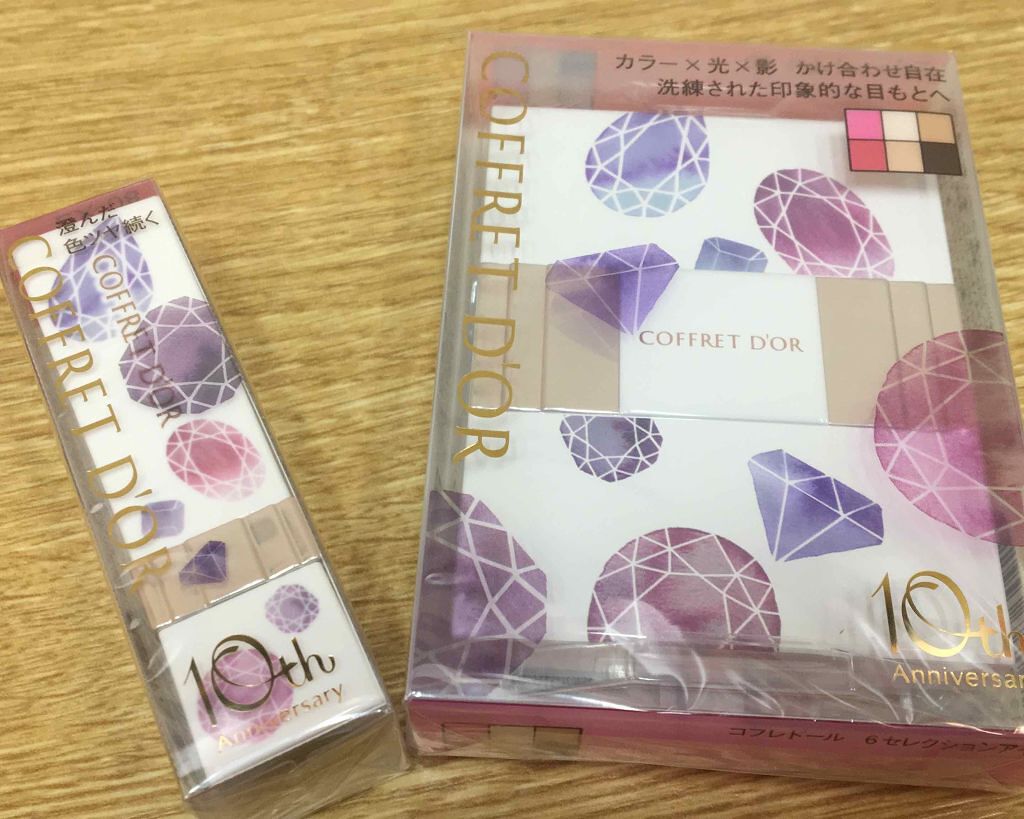 澄んだ
色ツヤ続く
COFFRET D'OR
COFFRET D'OR
10th
Anniversary
カラー×光×影 かけ合わせ自在
洗練された印象的な目もとへ
COFFRET D'OR
COFFRET D'OR
10th
Anniversar
コフレドール 6セレクションア